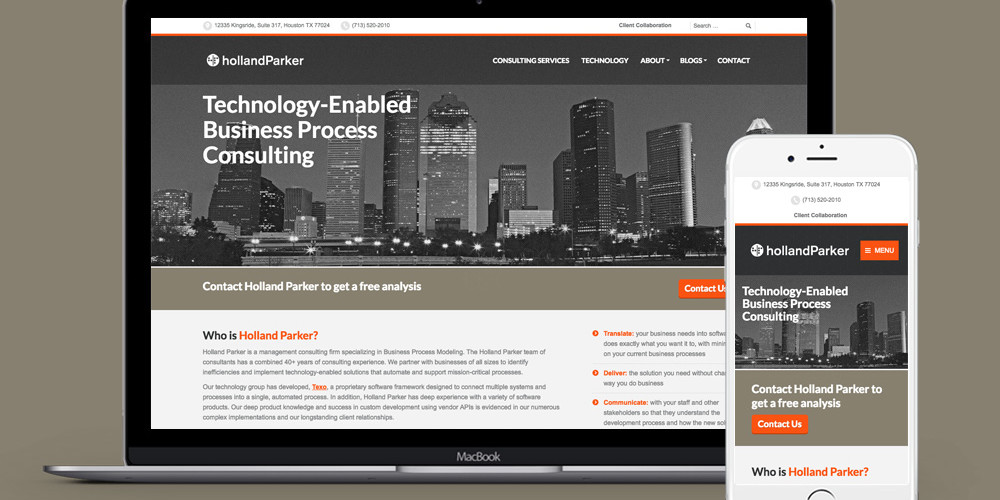 12335 Kingsride, Suite 317, Houston TX 77024 (713) 520-2010 Client Collaboration Search ...
hollandParker CONSULTING SERVICES TECHNOLOGY ABOUT BLOGS CONTACT
Technology-Enabled
Business Process
Consulting
Contact Holland Parker to get a free analysis Contact Us
Who is Holland Parker?
Holland Parker is a management consulting firm specializing in Business Process Modeling. The Holland Parker team of
consultants has a combined 40+ years of consulting experience. We partner with businesses of all sizes to identify
inefficiencies and implement technology-enabled solutions that automate and support mission-critical processes.
Our technology group has developed, Texo, a proprietary software framework designed to connect multiple systems and
processes into a single, automated process. In addition, Holland Parker has deep experience with a variety of software
products. Our deep product knowledge and success in custom development using vendor APIs is evidenced in our numerous
complex implementations and our longstanding client relationships.
Translate: your business needs into softw
does exactly what you want it to, with mini
on your current business processes
Deliver: the solution you need without cha
way you do business
Communicate: with your staff and other
stakeholders so that they understand the
development process and how the new sol
MacBook
12335 Kingsride, Suite 317, Houston TX 77024
(713) 520-2010
Client Collaboration
hollandParker MENU
Technology-Enabled
Business Process
Consulting
Contact Holland Parker to
get a free analysis
Contact Us
Who is Holland Parker?